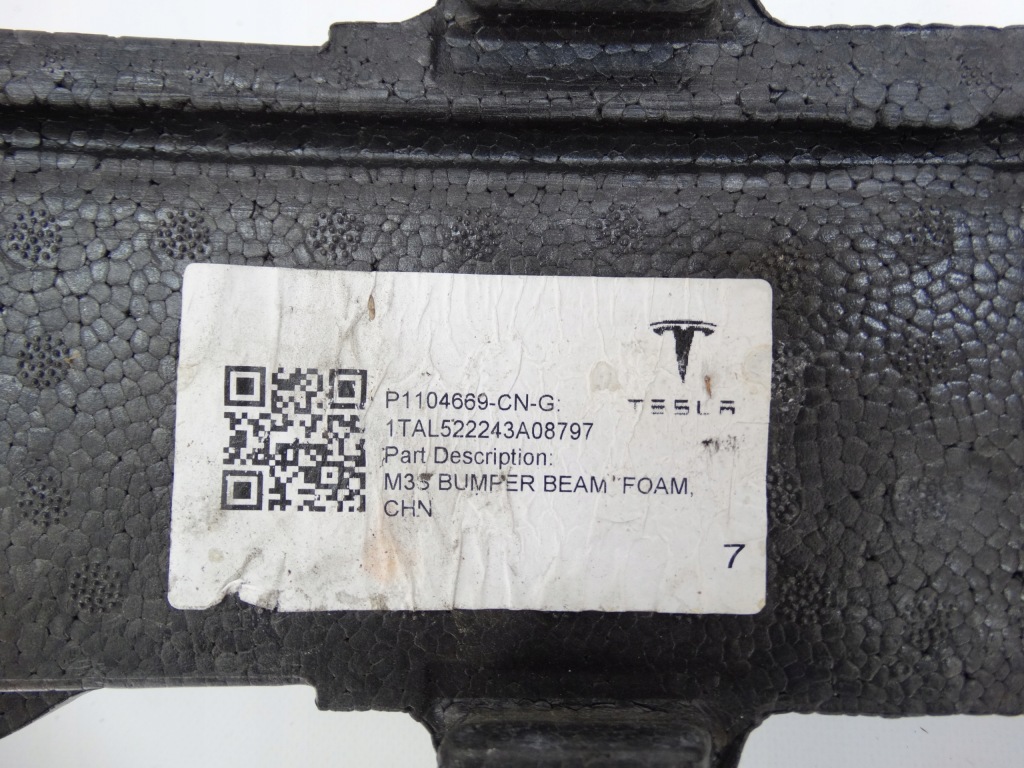 P1104669-CN-G:
1TAL522243A08797
Part Description:
M3S BUMPER BEAM FOAM,
CHN
TESLA
7